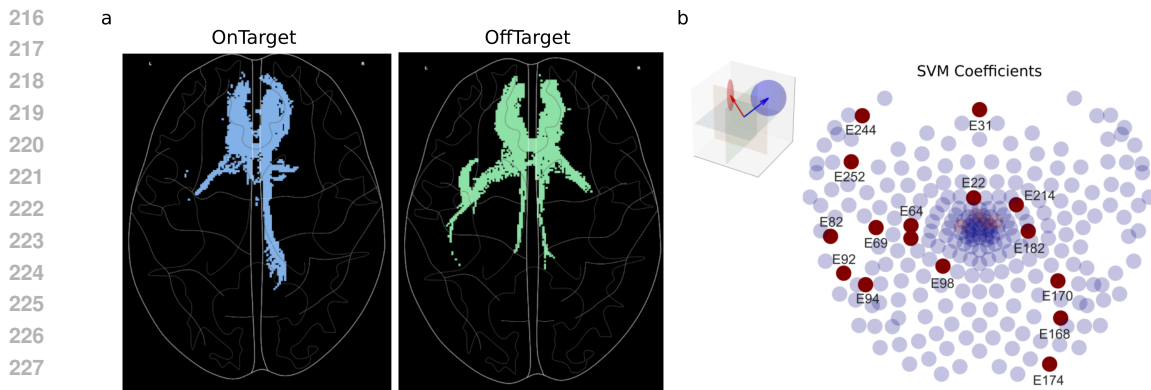 216
217
218
219
220
221
222
223
224
225
226
227
a
OnTarget
OffTarget
L
R
L
R
b
SVM Coefficients
E244
E31
E252
E22
E214
E82
E64
E69
E182
E92
E98
E94
E170
E168
E174